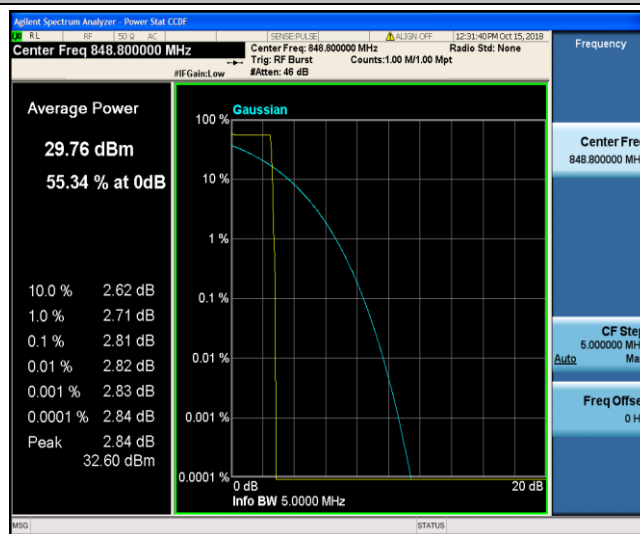 Agilent Spectrum Analyzer - Power Stat CCDF
RL RF 50 Ω AC SENSE:PULSE ALIGN OFF 12:31:40 PM Oct 15, 2018
Center Freq 848.800000 MHz
Center Freq: 848.800000 MHz Radio Std: None
Trig: RF Burst Counts:1.00 M/1.00 Mpt
#IFGain:Low #Atten: 46 dB
Frequency
Average Power
29.76 dBm
55.34 % at 0dB
10.0 % 2.62 dB
1.0 % 2.71 dB
0.1 % 2.81 dB
0.01 % 2.82 dB
0.001 % 2.83 dB
0.0001 % 2.84 dB
Peak 2.84 dB
32.60 dBm
Gaussian
100 %
10 %
1 %
0.1 %
0.01 %
0.001 %
0.0001 %
0 dB 20 dB
Info BW 5.0000 MHz
Center Fre
848.800000 MH
CF Step
5.000000 MH
Auto Ma
Freq Offse
0 H
MSG STATUS